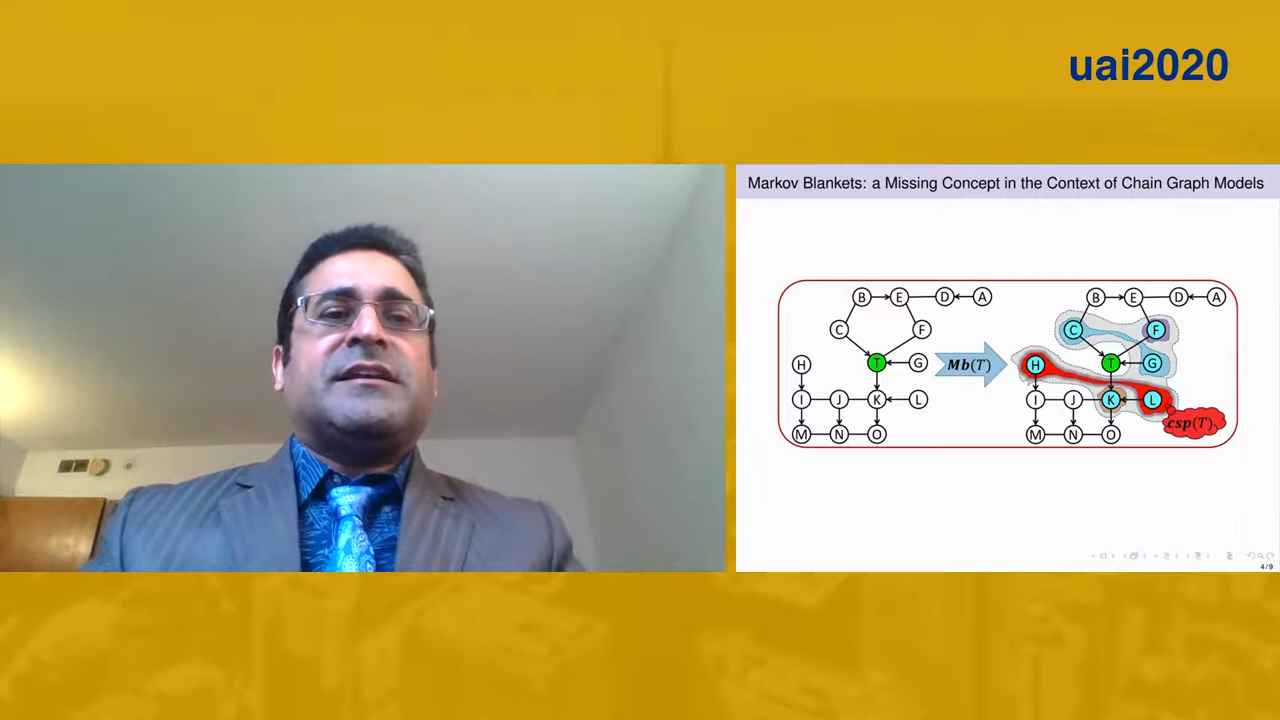 uai2020
Markov Blankets: a Missing Concept in the Context of Chain Graph Models
B E D A B E D A
C F C F
H T G Mb(T) H T G
I J K L I J K L
csp(T)
M N O M N O
4/9